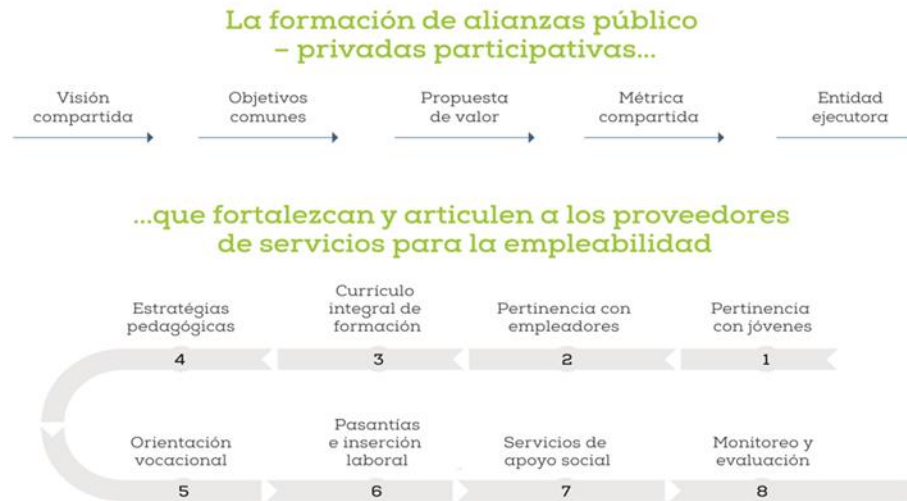 La formación de alianzas público
– privadas participativas...
Visión
compartida
Objetivos
comunes
Propuesta
de valor
Métrica
compartida
Entidad
ejecutora
...que fortalezcan y articulen a los proveedores
de servicios para la empleabilidad
Estratégias
pedagógicas
Currículo
integral de
formación
Pertinencia con
empleadores
Pertinencia
con jóvenes
4
3
2
1
Orientación
vocacional
Pasantías
e inserción
laboral
Servicios de
apoyo social
Monitoreo y
evaluación
5
6
7
8